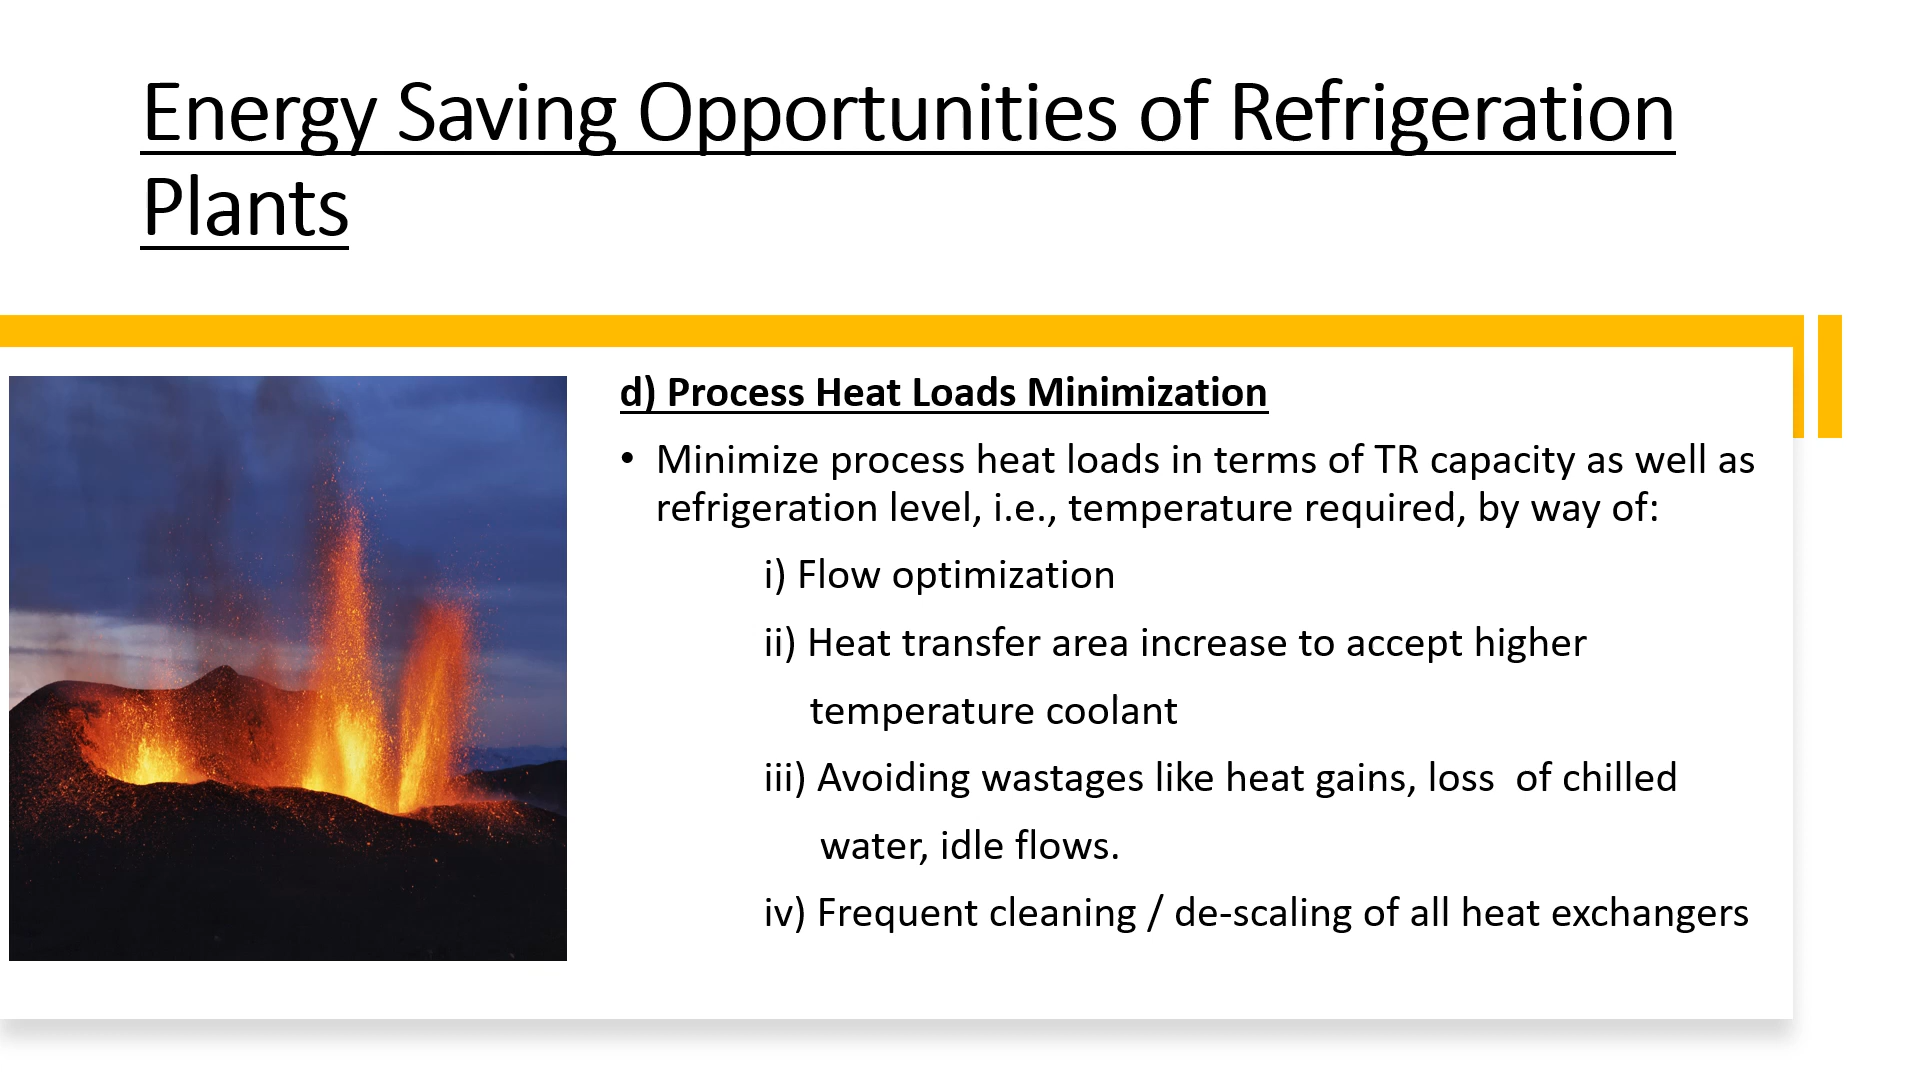 Energy Saving Opportunities of Refrigeration
Plants
d) Process Heat Loads Minimization
• Minimize process heat loads in terms of TR capacity as well as
refrigeration level, i.e., temperature required, by way of:
i) Flow optimization
ii) Heat transfer area increase to accept higher
temperature coolant
iii) Avoiding wastages like heat gains, loss  of chilled
water, idle flows.
iv) Frequent cleaning / de-scaling of all heat exchangers